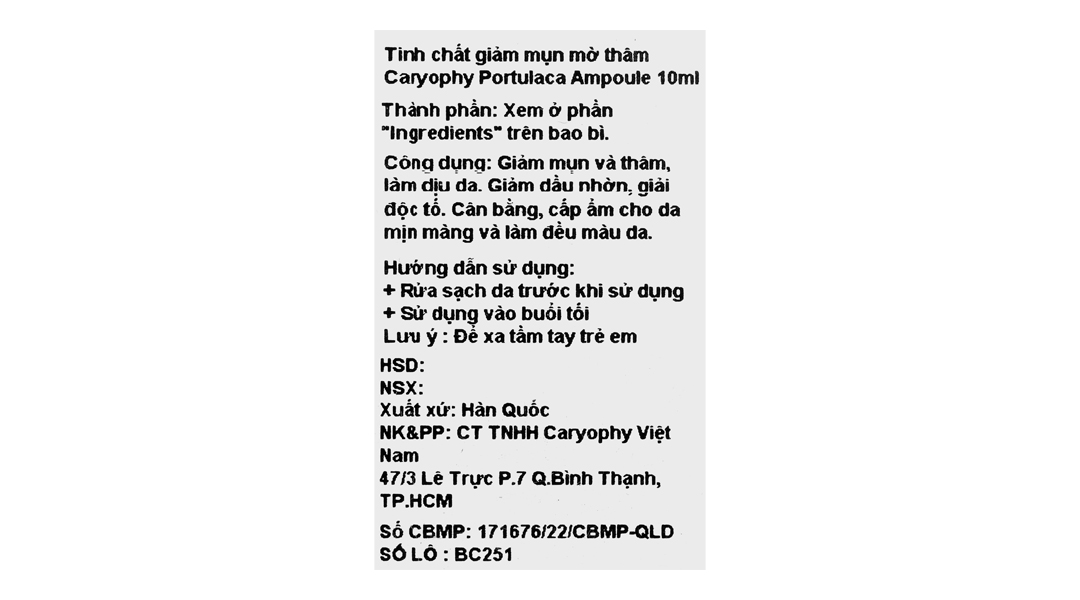 Tinh chất giảm mụn mờ thâm
Caryophy Portulaca Ampoule 10ml
Thành phần: Xem ở phần
"Ingredients" trên bao bì.
Công dụng: Giảm mụn và thâm,
làm dịu da. Giảm dầu nhờn, giải
độc tố. Cân bằng, cấp ẩm cho da
mịn màng và làm đều màu da.
Hướng dẫn sử dụng:
+ Rửa sạch da trước khi sử dụng
+ Sử dụng vào buổi tối
Lưu ý : Để xa tầm tay trẻ em
HSD:
NSX:
Xuất xứ: Hàn Quốc
NK&PP: CT TNHH Caryophy Việt
Nam
47/3 Lê Trực P.7 Q.Bình Thạnh,
TP.HCM
Số CBMP: 171676/22/CBMP-QLD
SỐ LÔ : BC251